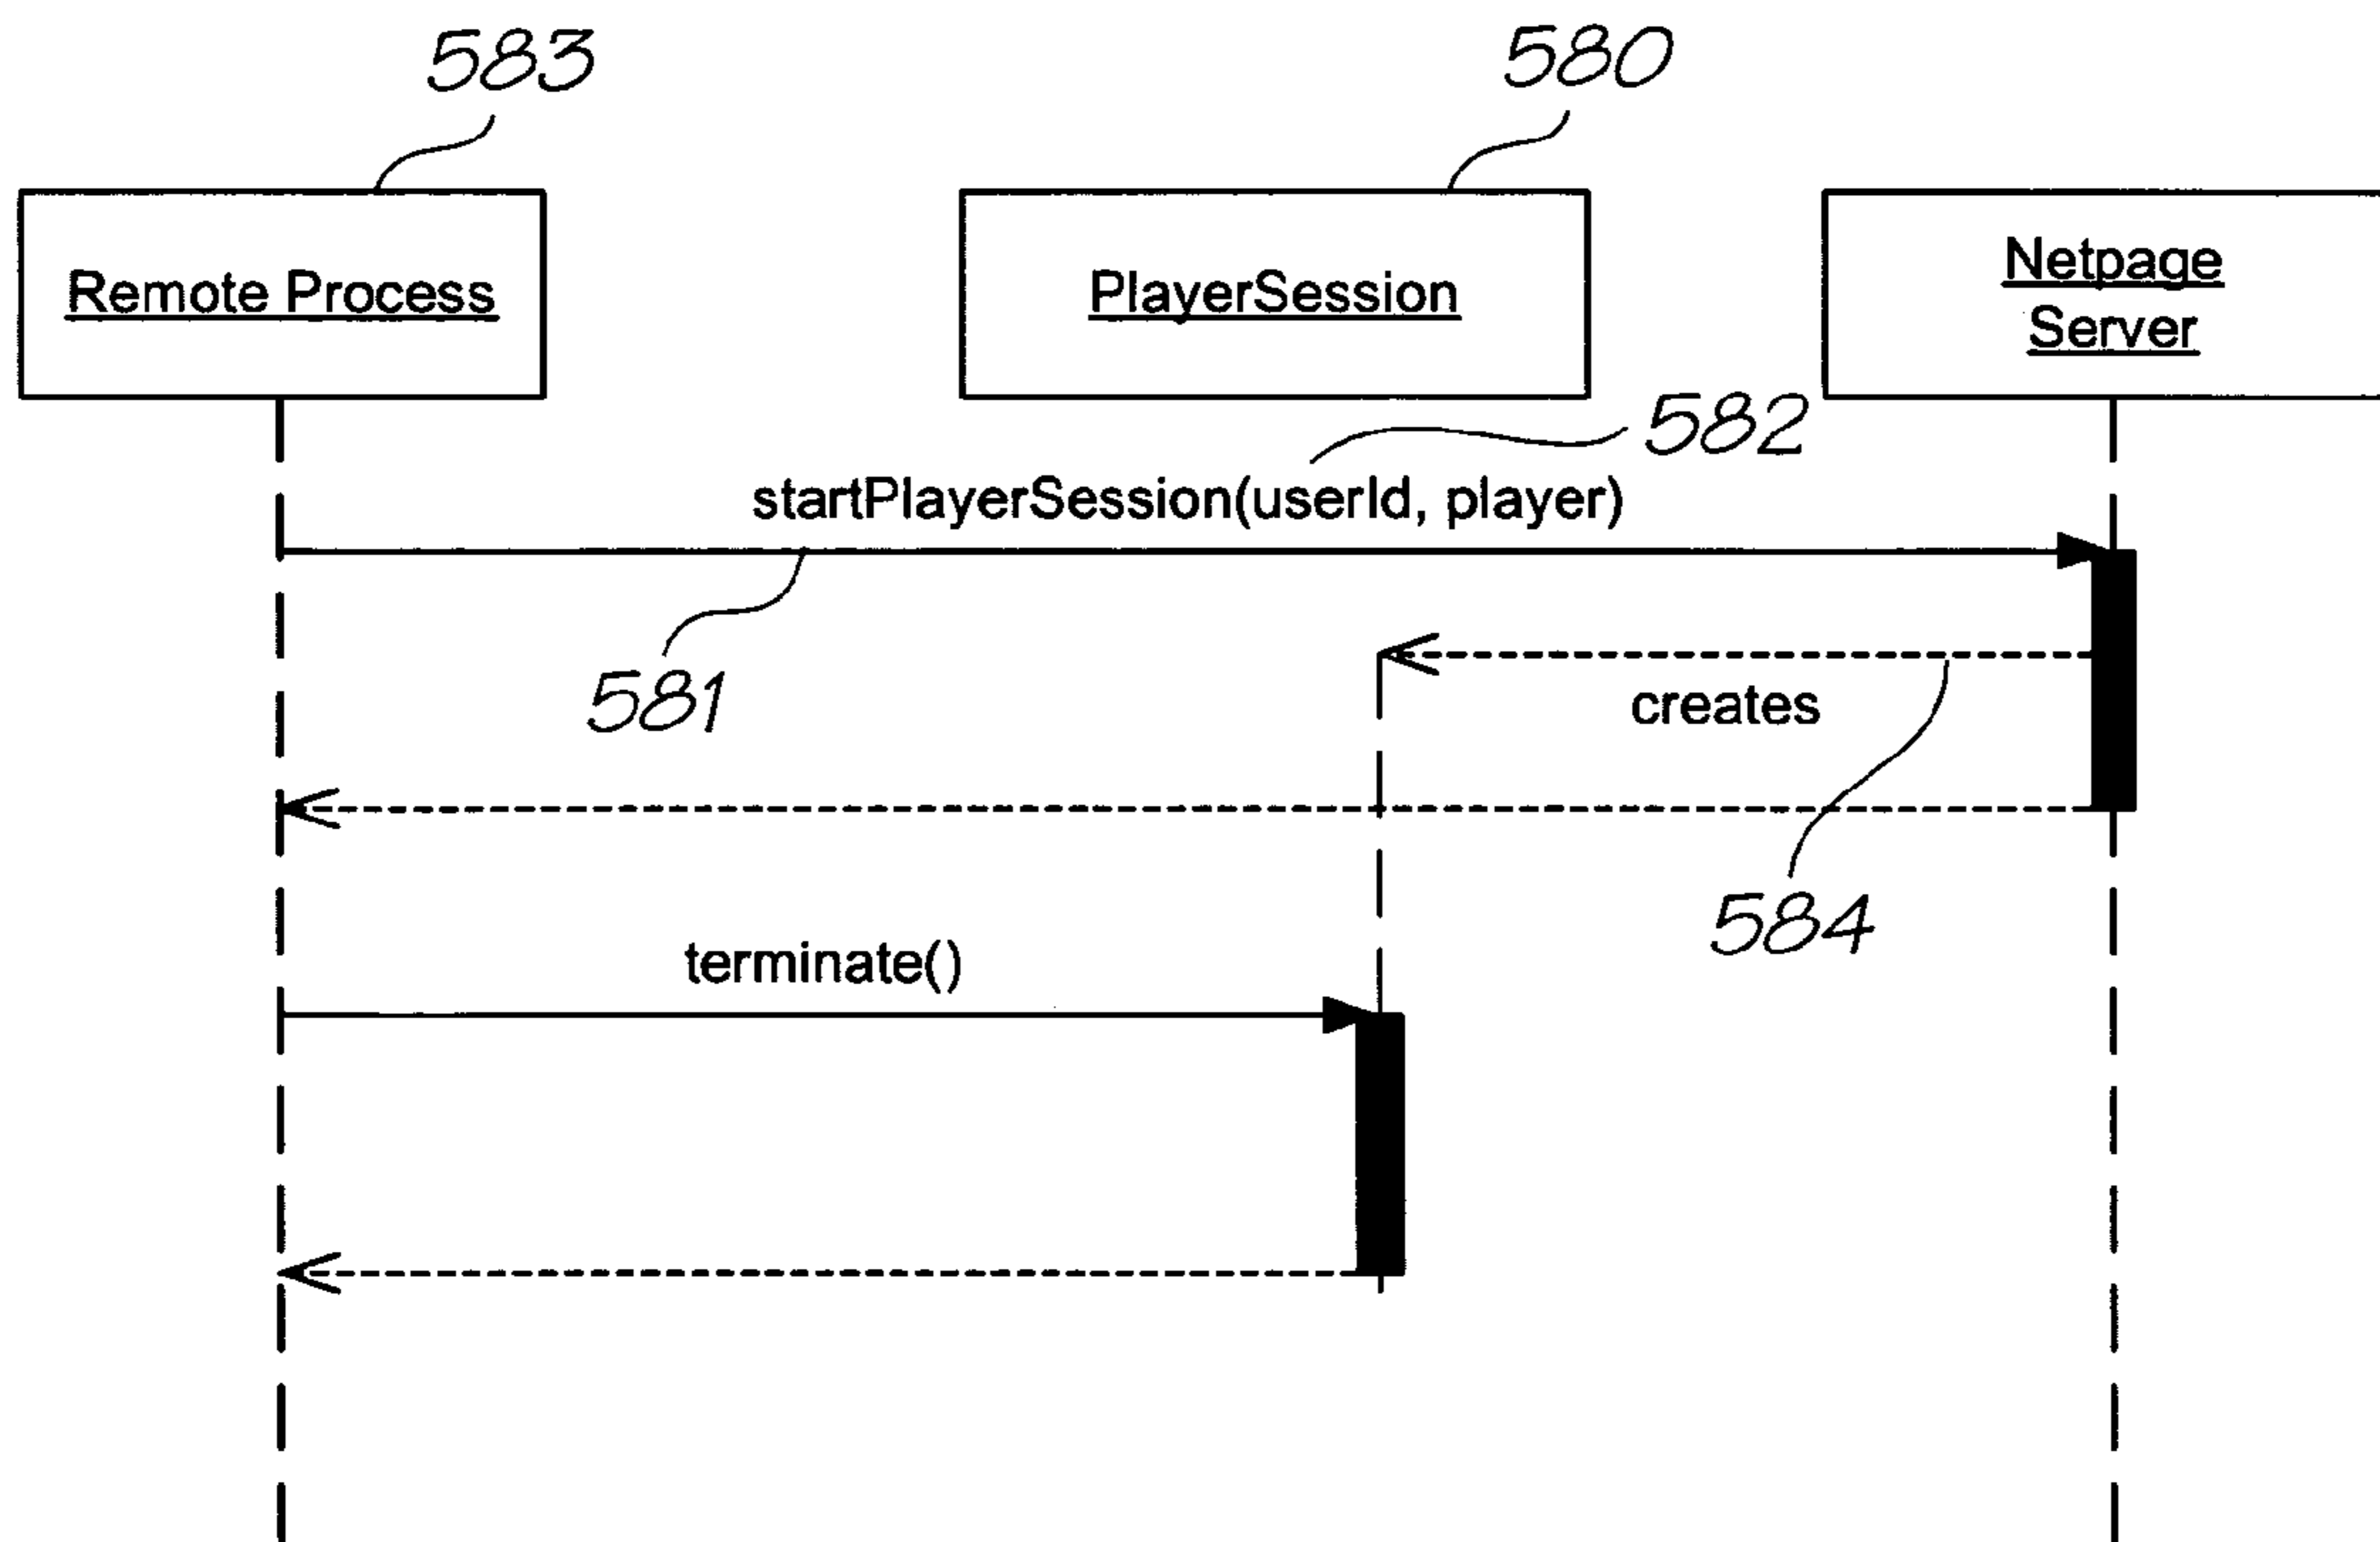 583
580
Remote Process
PlayerSession
Netpage
Server
582
startPlayerSession(userId, player)
581
creates
584
terminate()